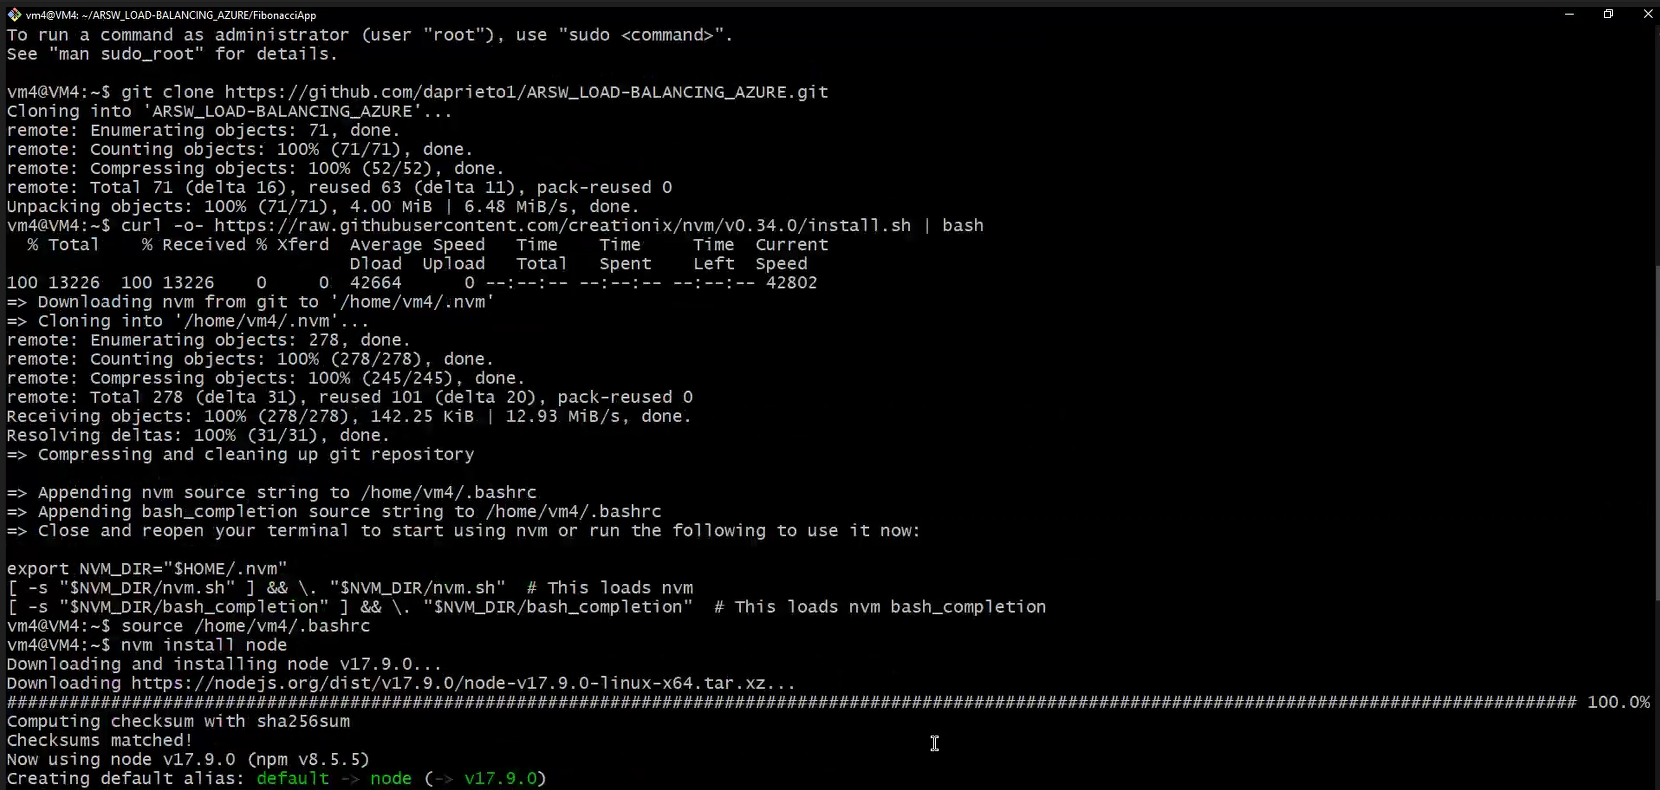 vm4@VM4: ~/ARSW_LOAD-BALANCING_AZURE/FibonacciApp
To run a command as administrator (user "root"), use "sudo <command>".
See "man sudo_root" for details.
vm4@VM4:~$ git clone https://github.com/daprieto1/ARSW_LOAD-BALANCING_AZURE.git
Cloning into 'ARSW_LOAD-BALANCING_AZURE'...
remote: Enumerating objects: 71, done.
remote: Counting objects: 100% (71/71), done.
remote: Compressing objects: 100% (52/52), done.
remote: Total 71 (delta 16), reused 63 (delta 11), pack-reused 0
Unpacking objects: 100% (71/71), 4.00 MiB | 6.48 MiB/s, done.
vm4@VM4:~$ curl -o- https://raw.githubusercontent.com/creationix/nvm/v0.34.0/install.sh | bash
  % Total    % Received % Xferd  Average Speed   Time    Time     Time  Current
                                 Dload  Upload   Total   Spent    Left  Speed
100 13226  100 13226    0     0  42664      0 --:--:-- --:--:-- --:--:-- 42802
=> Downloading nvm from git to '/home/vm4/.nvm'
=> Cloning into '/home/vm4/.nvm'...
remote: Enumerating objects: 278, done.
remote: Counting objects: 100% (278/278), done.
remote: Compressing objects: 100% (245/245), done.
remote: Total 278 (delta 31), reused 101 (delta 20), pack-reused 0
Receiving objects: 100% (278/278), 142.25 KiB | 12.93 MiB/s, done.
Resolving deltas: 100% (31/31), done.
=> Compressing and cleaning up git repository
=> Appending nvm source string to /home/vm4/.bashrc
=> Appending bash_completion source string to /home/vm4/.bashrc
=> Close and reopen your terminal to start using nvm or run the following to use it now:
export NVM_DIR="$HOME/.nvm"
[ -s "$NVM_DIR/nvm.sh" ] && \. "$NVM_DIR/nvm.sh"  # This loads nvm
[ -s "$NVM_DIR/bash_completion" ] && \. "$NVM_DIR/bash_completion"  # This loads nvm bash_completion
vm4@VM4:~$ source /home/vm4/.bashrc
vm4@VM4:~$ nvm install node
Downloading and installing node v17.9.0...
Downloading https://nodejs.org/dist/v17.9.0/node-v17.9.0-linux-x64.tar.xz...
####################################################################################################################################################### 100.0%
Computing checksum with sha256sum
Checksums matched!
Now using node v17.9.0 (npm v8.5.5)
Creating default alias: default -> node (-> v17.9.0)